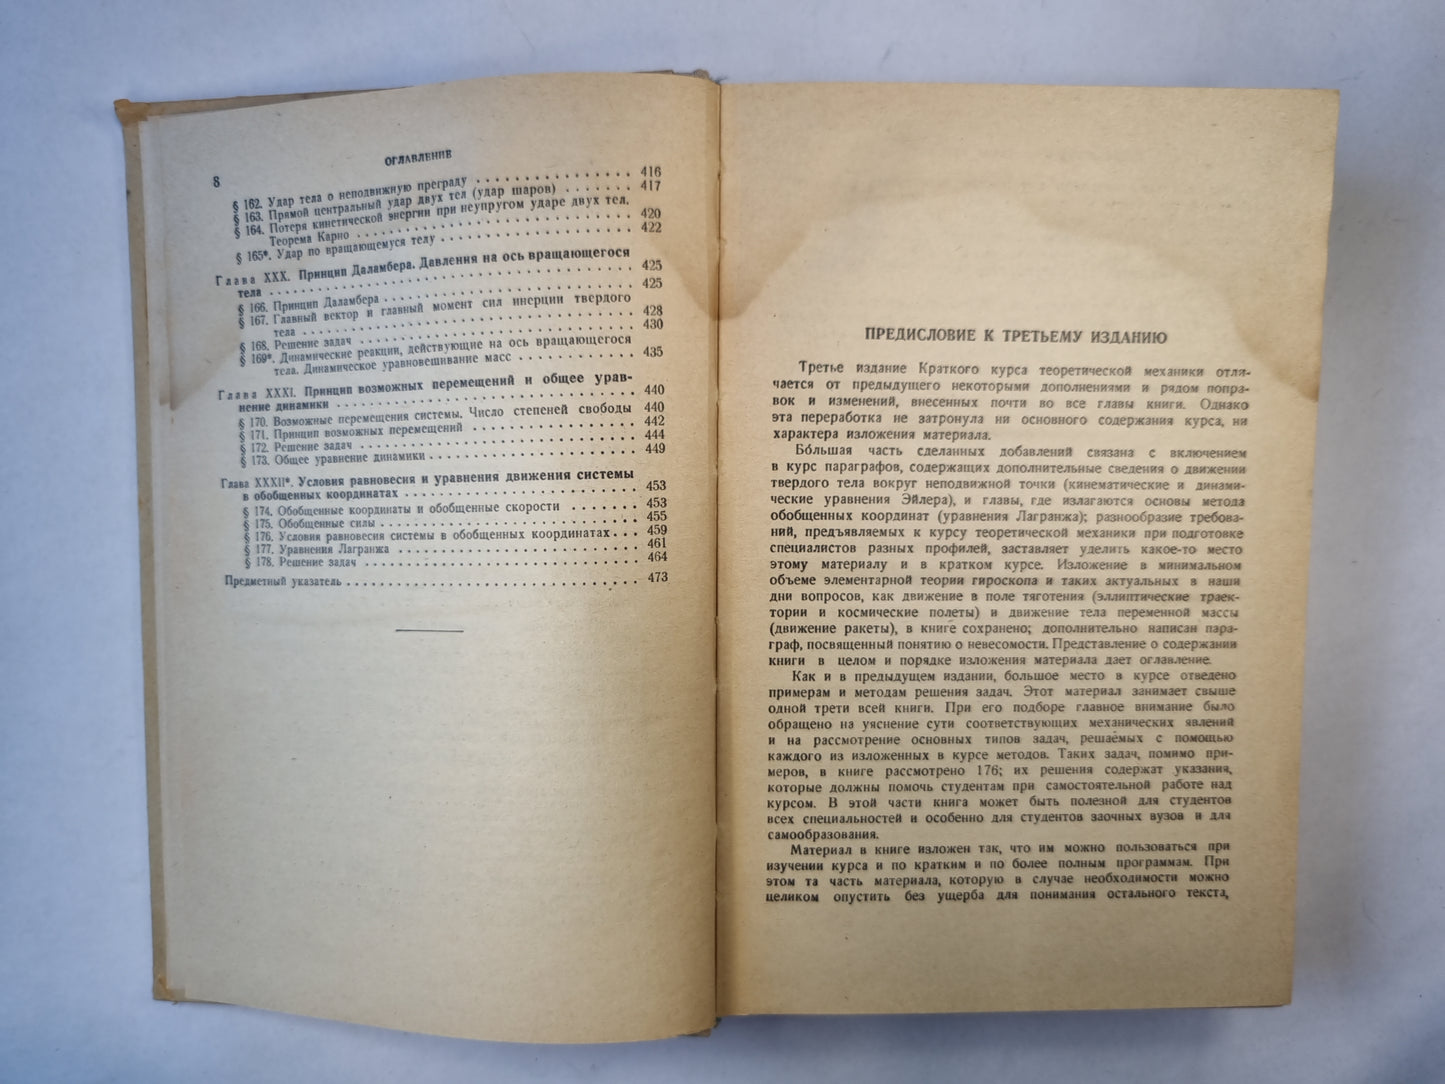 8
ОГЛАВЛЕНИЕ
§ 162. Удар тела о неподвижную преграду . . . . . . . . . . . . . . . 416
§ 163. Прямой центральный удар двух тел (удар шаров) . . . . . . . 417
§ 164. Потеря кинетической энергии при неупругом ударе двух тел.
Теорема Карно . . . . . . . . . . . . . . . . . . . . . . . . . . 420
§ 165*. Удар по вращающемуся телу . . . . . . . . . . . . . . . . . . 422
Глава XXX. Принцип Даламбера. Давления на ось вращающегося
тела . . . . . . . . . . . . . . . . . . . . . . . . . . . . . . . . . . 425
§ 166. Принцип Даламбера . . . . . . . . . . . . . . . . . . . . . . . . 425
§ 167. Главный вектор и главный момент сил инерции твердого
тела . . . . . . . . . . . . . . . . . . . . . . . . . . . . . . . 428
§ 168. Решение задач . . . . . . . . . . . . . . . . . . . . . . . . . . 430
§ 169*. Динамические реакции, действующие на ось вращающегося
тела. Динамическое уравновешивание масс . . . . . . . . . . . 435
Глава XXXI. Принцип возможных перемещений и общее урав-
нение динамики . . . . . . . . . . . . . . . . . . . . . . . . . . . . 440
§ 170. Возможные перемещения системы. Число степеней свободы 440
§ 171. Принцип возможных перемещений . . . . . . . . . . . . . . . 442
§ 172. Решение задач . . . . . . . . . . . . . . . . . . . . . . . . . . 444
§ 173. Общее уравнение динамики . . . . . . . . . . . . . . . . . . . 449
Глава XXXII*. Условия равновесия и уравнения движения системы
в обобщенных координатах . . . . . . . . . . . . . . . . . . . . . 453
§ 174. Обобщенные координаты и обобщенные скорости . . . . . . . 453
§ 175. Обобщенные силы . . . . . . . . . . . . . . . . . . . . . . . . 455
§ 176. Условия равновесия системы в обобщенных координатах . . . 459
§ 177. Уравнения Лагранжа . . . . . . . . . . . . . . . . . . . . . . . 461
§ 178. Решение задач . . . . . . . . . . . . . . . . . . . . . . . . . . 464
Предметный указатель . . . . . . . . . . . . . . . . . . . . . . . . . . 473
ПРЕДИСЛОВИЕ К ТРЕТЬЕМУ ИЗДАНИЮ
Третье издание Краткого курса теоретической механики отли-
чается от предыдущего некоторыми дополнениями и рядом попра-
вок и изменений, внесенных почти во все главы книги. Однако
эта переработка не затронула ни основного содержания курса, ни
характера изложения материала.
Бо́льшая часть сделанных добавлений связана с включением
в курс параграфов, содержащих дополнительные сведения о движении
твердого тела вокруг неподвижной точки (кинематические и динами-
ческие уравнения Эйлера), и главы, где излагаются основы метода
обобщенных координат (уравнения Лагранжа); разнообразие требова-
ний, предъявляемых к курсу теоретической механики при подготовке
специалистов разных профилей, заставляет уделить какое-то место
этому материалу и в кратком курсе. Изложение в минимальном
объеме элементарной теории гироскопа и таких актуальных в наши
дни вопросов, как движение в поле тяготения (эллиптические траек-
тории и космические полеты) и движение тела переменной массы
(движение ракеты), в книге сохранено; дополнительно написан пара-
граф, посвященный понятию о невесомости. Представление о содержании
книги в целом и порядке изложения материала дает оглавление.
Как и в предыдущем издании, большое место в курсе отведено
примерам и методам решения задач. Этот материал занимает свыше
одной трети всей книги. При его подборе главное внимание было
обращено на уяснение сути соответствующих механических явлений
и на рассмотрение основных типов задач, решаемых с помощью
каждого из изложенных в курсе методов. Таких задач, помимо при-
меров, в книге рассмотрено 176; их решения содержат указания,
которые должны помочь студентам при самостоятельной работе над
курсом. В этой части книга может быть полезной для студентов
всех специальностей и особенно для студентов заочных вузов и для
самообразования.
Материал в книге изложен так, что им можно пользоваться при
изучении курса и по кратким и по более полным программам. При
этом та часть материала, которую в случае необходимости можно
целиком опустить без ущерба для понимания остального текста,